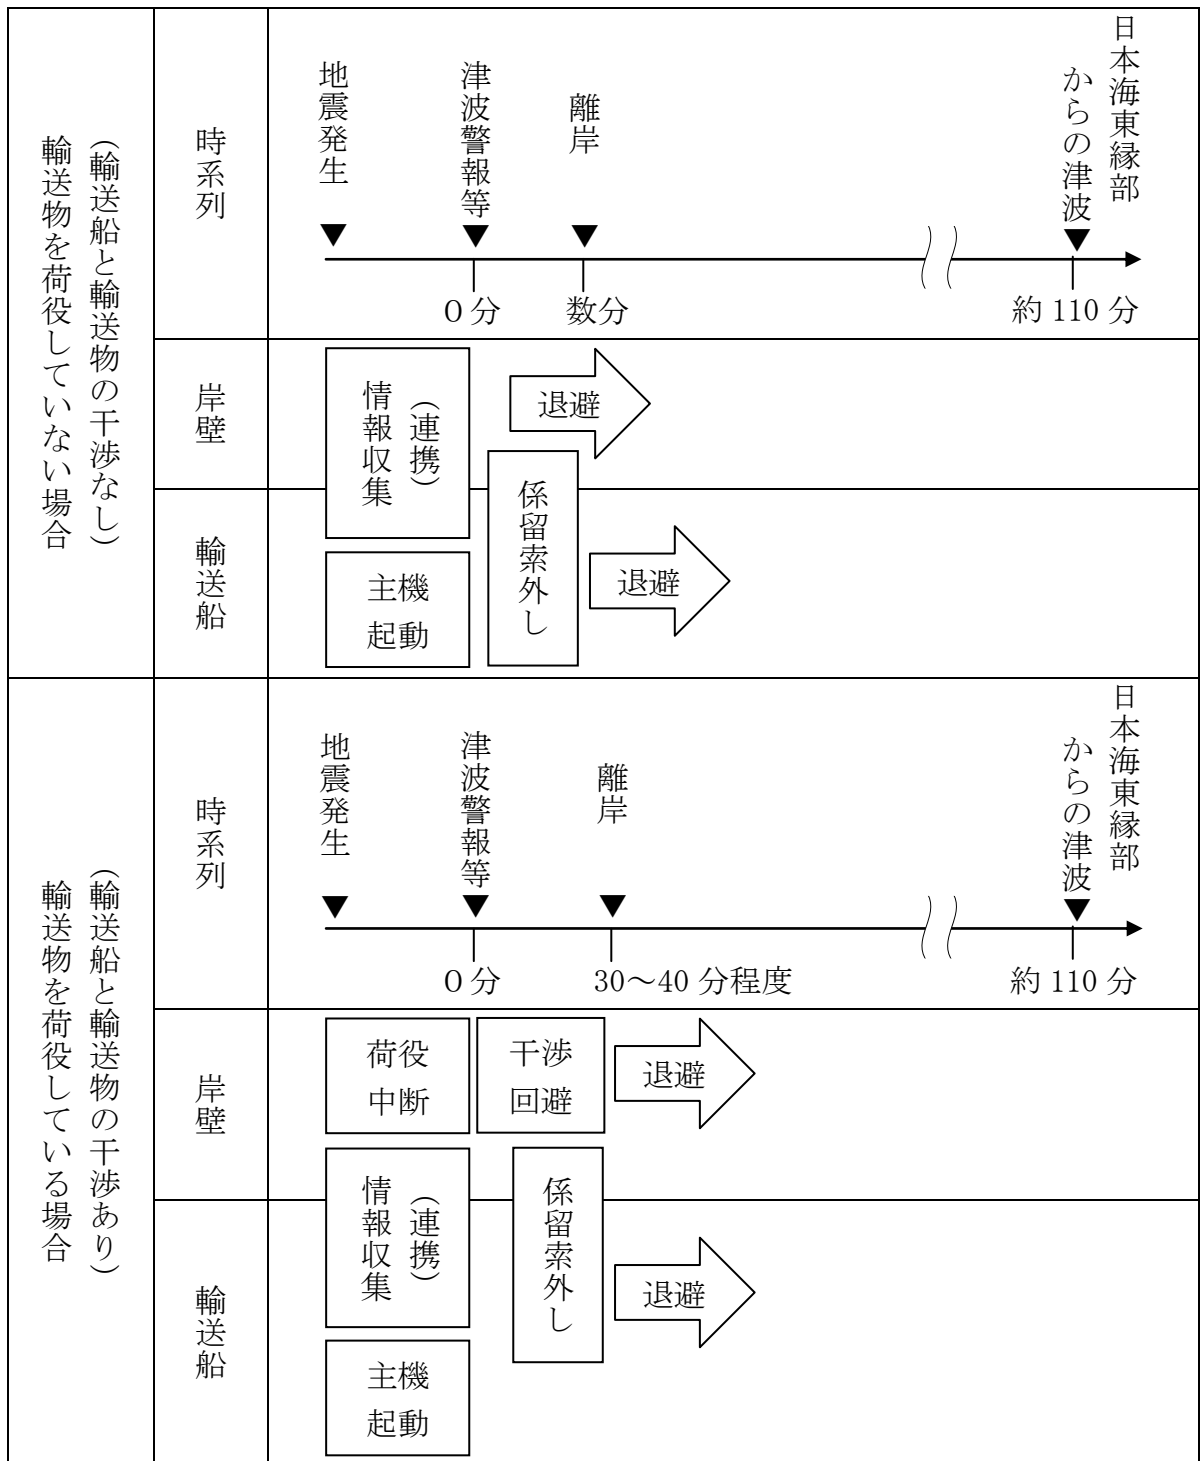 輸送物を荷役していない場合
（輸送船と輸送物の干渉なし）
時系列
地震発生
津波警報等
離岸
日本海東縁部
からの津波
0分
数分
約110分
岸壁
情報収集
（連携）
退避
係留索外し
輸送船
主機
起動
退避
輸送物を荷役している場合
（輸送船と輸送物の干渉あり）
時系列
地震発生
津波警報等
離岸
日本海東縁部
からの津波
0分
30～40分程度
約110分
岸壁
荷役
中断
干渉
回避
退避
情報収集
（連携）
係留索外し
輸送船
退避
主機
起動